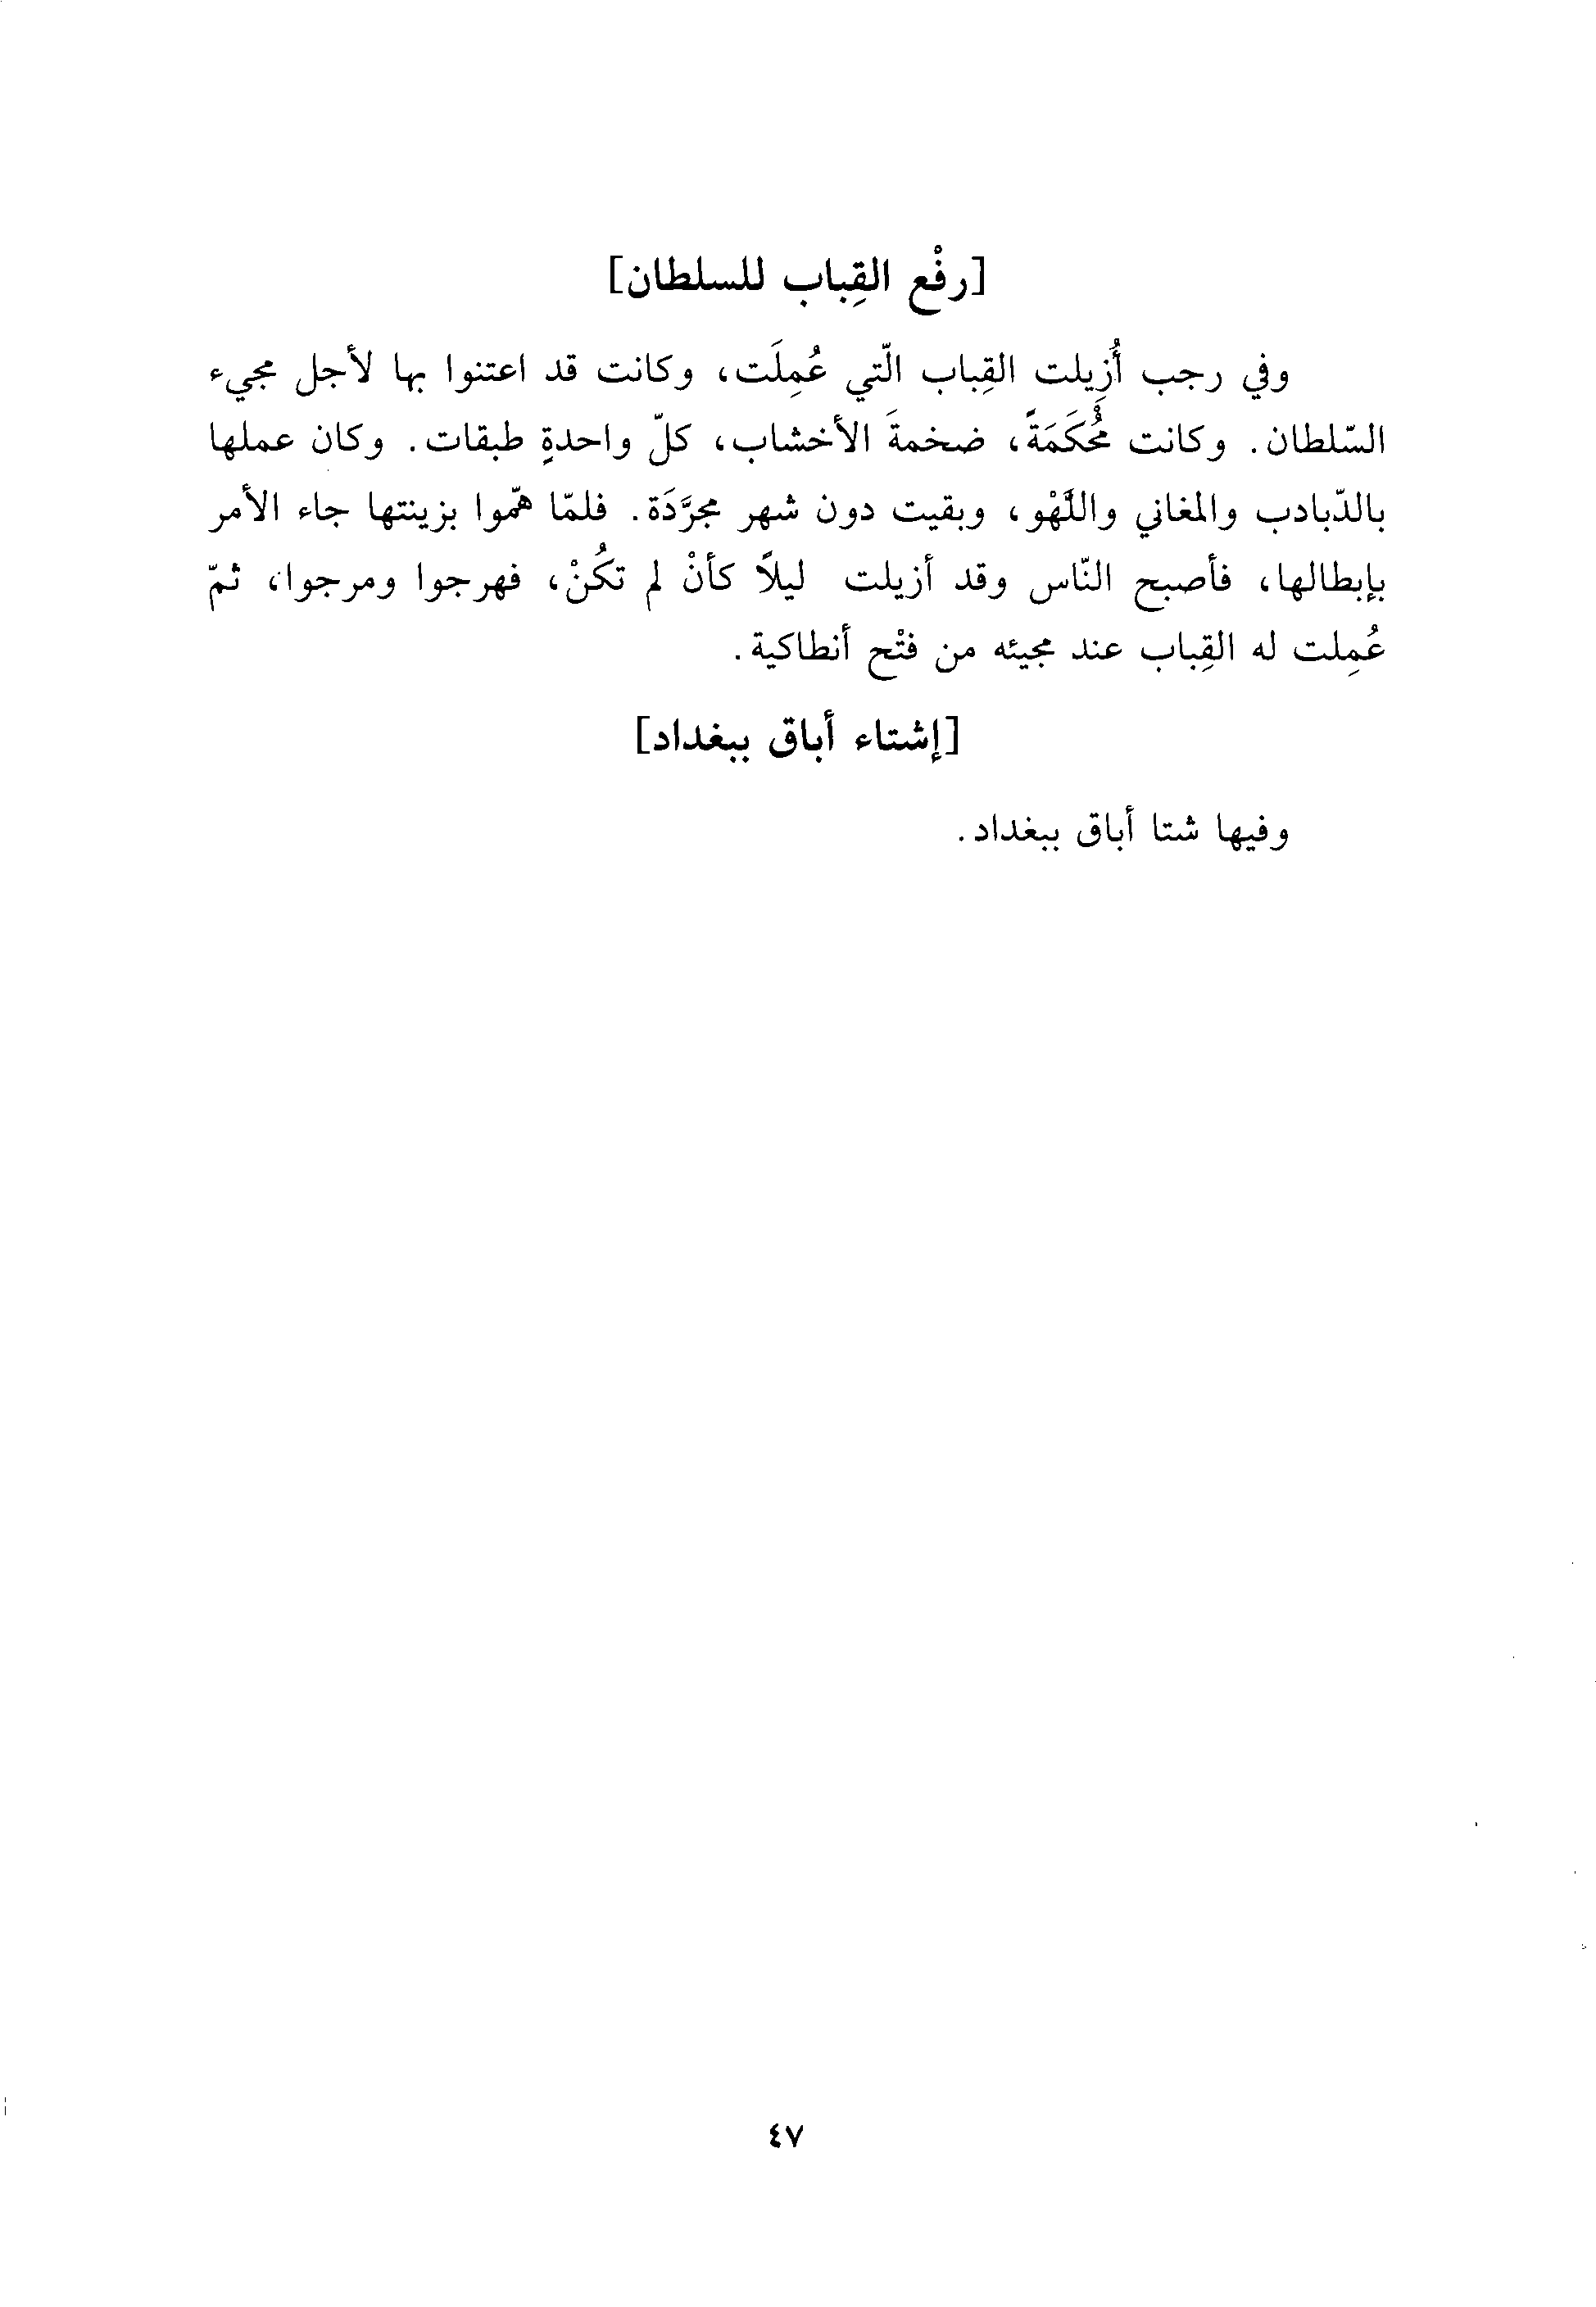 [رفْع القِباب للسلطان]
وفي رجب أُزِيلت القِباب الّتي عُمِلَت، وكانت قد اعتنوا بها لأجل مجيء
السّلطان. وكانت مُحْكَمَةً، ضخمةَ الأخشاب، كلّ واحدةٍ طبقات. وكان عملها
بالدّبادب والمغاني واللَّهْو، وبقيت دون شهر مجرَّدَة. فلمّا همّوا بزينتها جاء الأمر
بإبطالها، فأصبح النّاس وقد أزيلت ليلاً كأنْ لم تكُنْ، فهرجوا ومرجوا، ثمّ
عُمِلت له القِباب عند مجيئه من فتْح أنطاكية.
[إشتاء أباق ببغداد]
وفيها شتا أباق ببغداد.
٤٧